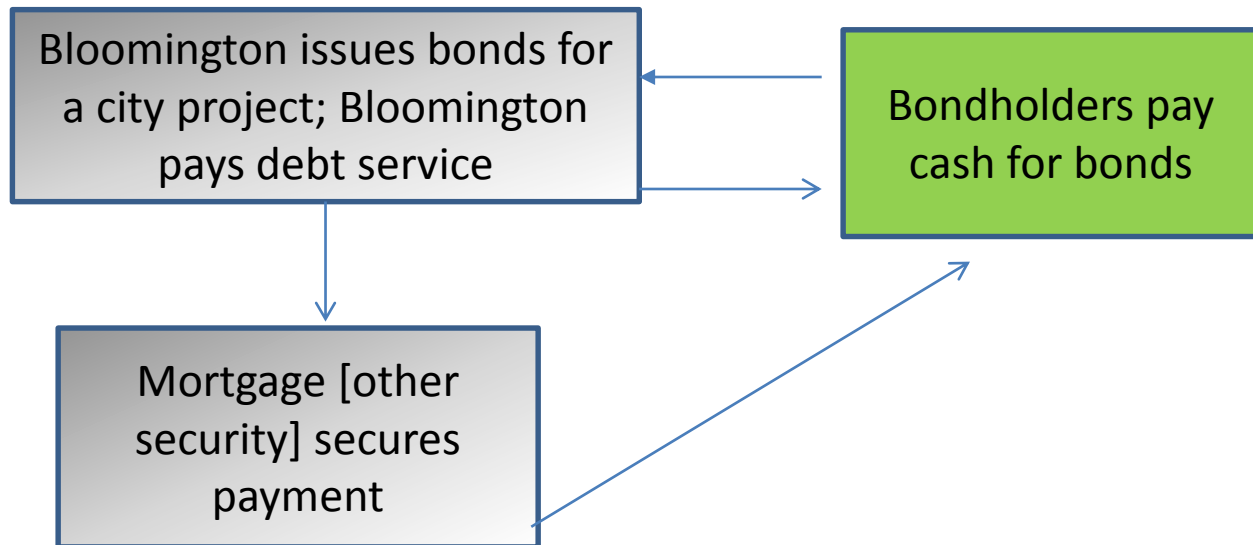 Bloomington issues bonds for
a city project; Bloomington
pays debt service
Bondholders pay
cash for bonds
Mortgage [other
security] secures
payment